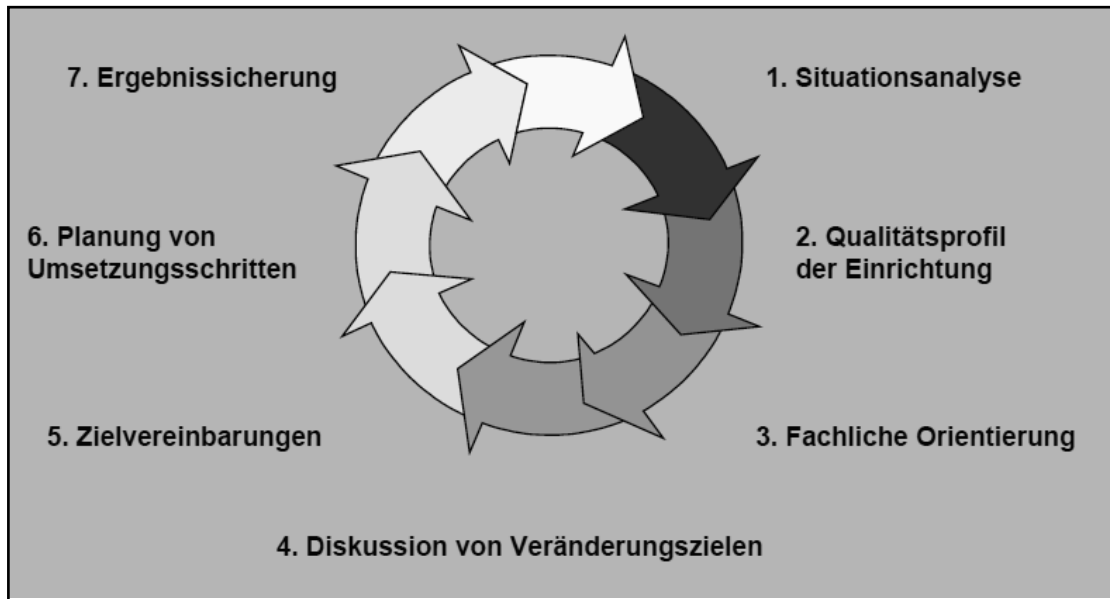 1. Situationsanalyse
2. Qualitätsprofil
der Einrichtung
3. Fachliche Orientierung
4. Diskussion von Veränderungszielen
5. Zielvereinbarungen
6. Planung von
Umsetzungsschritten
7. Ergebnissicherung